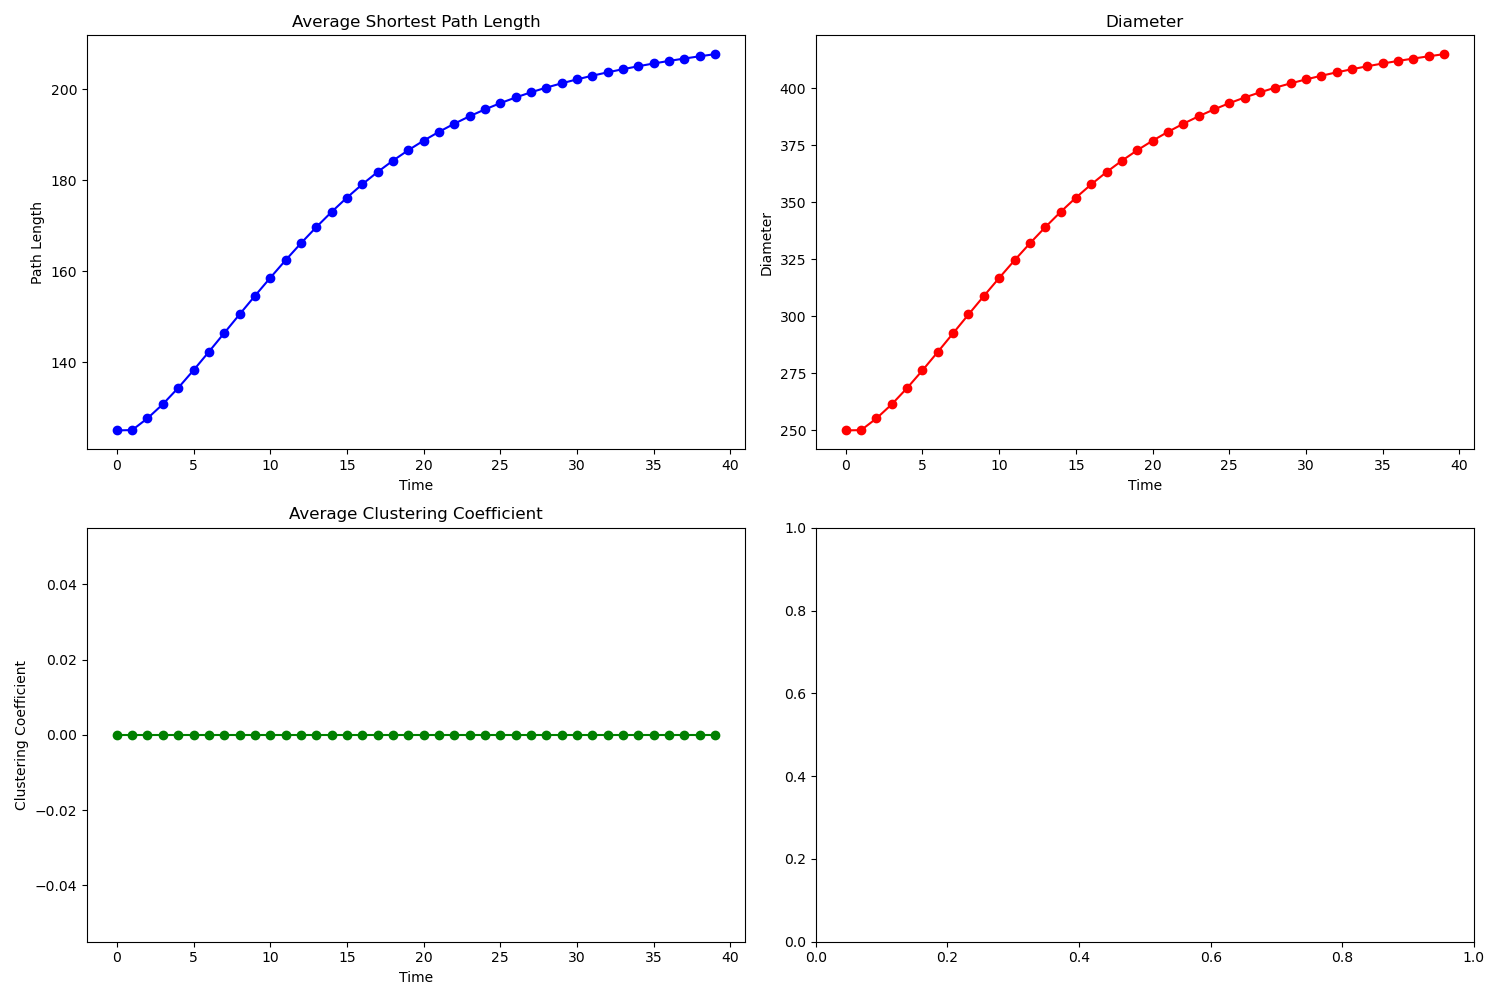 Average Shortest Path Length
Path Length
200
180
160
140
0 5 10 15 20 25 30 35 40
Time
Diameter
Diameter
400
375
350
325
300
275
250
0 5 10 15 20 25 30 35 40
Time
Average Clustering Coefficient
Clustering Coefficient
0.04
0.02
0.00
−0.02
−0.04
0 5 10 15 20 25 30 35 40
Time
1.0
0.8
0.6
0.4
0.2
0.0
0.0 0.2 0.4 0.6 0.8 1.0